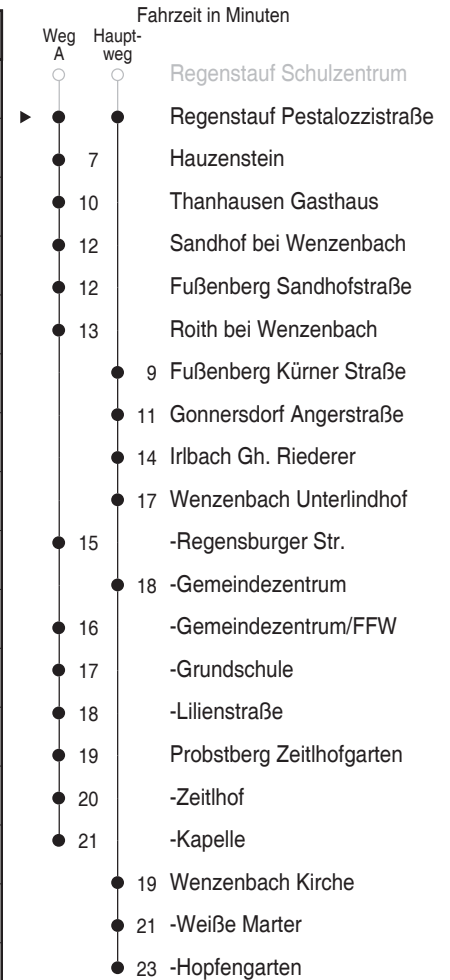 Fahrzeit in Minuten
Weg Haupt-
A weg
Regenstauf Schulzentrum
Regenstauf Pestalozzistraße
7 Hauzenstein
10 Thanhausen Gasthaus
12 Sandhof bei Wenzenbach
12 Fußenberg Sandhofstraße
13 Roith bei Wenzenbach
9 Fußenberg Kürner Straße
11 Gonnersdorf Angerstraße
14 Irlbach Gh. Riederer
17 Wenzenbach Unterlindhof
15 -Regensburger Str.
18 -Gemeindezentrum
16 -Gemeindezentrum/FFW
17 -Grundschule
18 -Lilienstraße
19 Probstberg Zeitlhofgarten
20 -Zeitlhof
21 -Kapelle
19 Wenzenbach Kirche
21 -Weiße Marter
23 -Hopfengarten